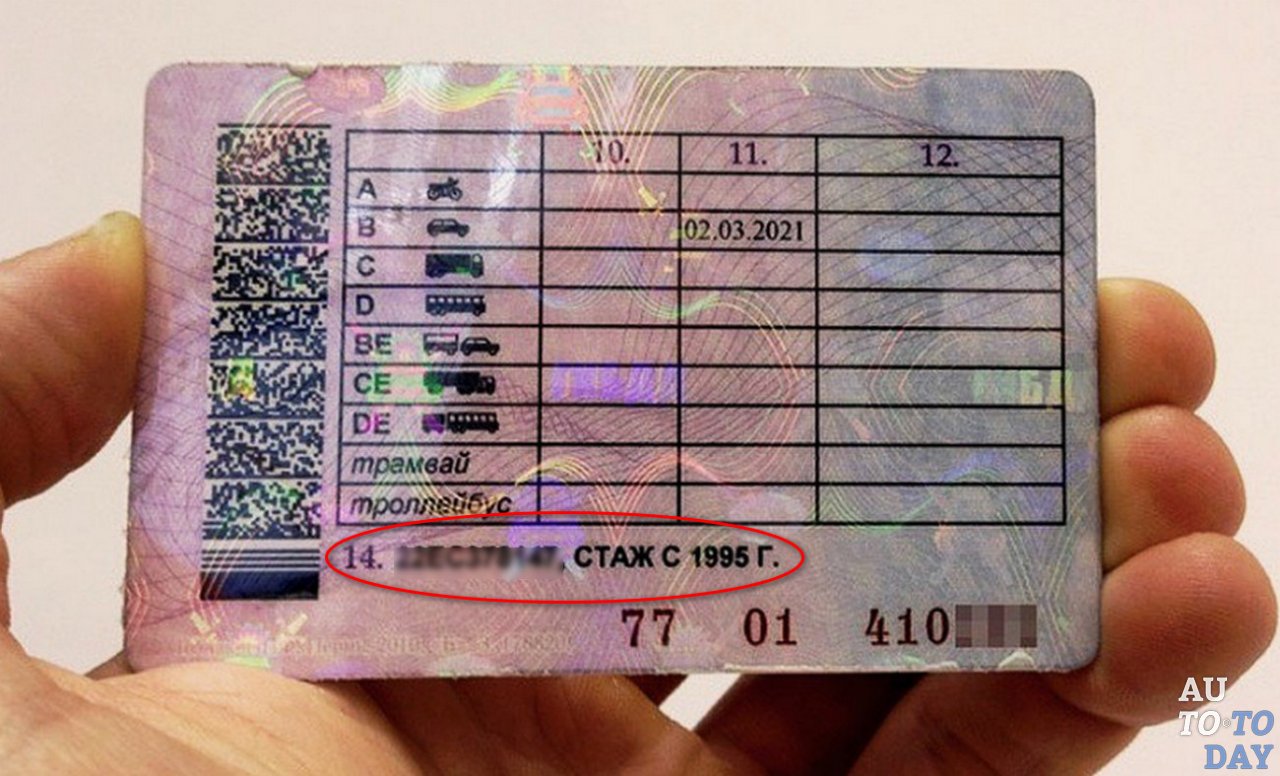 10. 11. 12.
A
B 02.03.2021
C
D
BE
CE
DE
трамвай
троллейбус
14. , СТАЖ С 1995 Г.
77 01 410
AU
TO TO
DAY